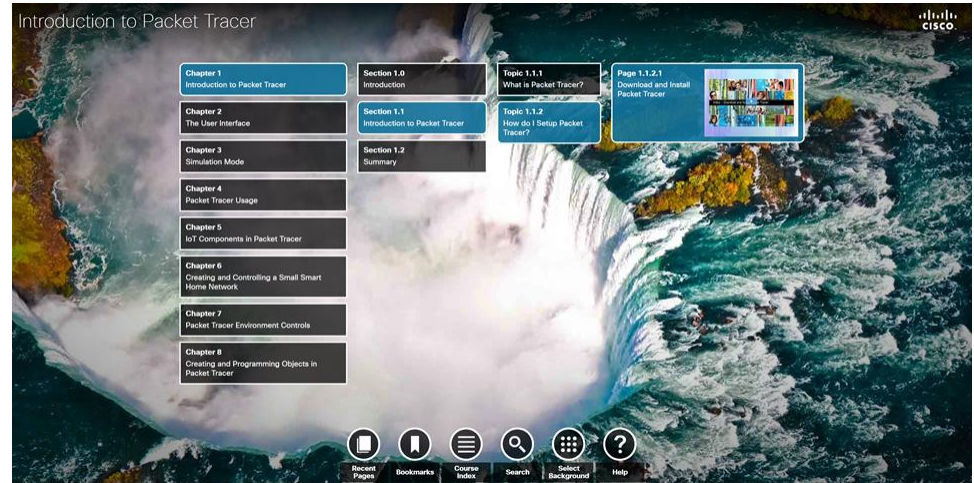 Introduction to Packet Tracer
CISCO
Chapter 1
Introduction to Packet Tracer
Chapter 2
The User Interface
Chapter 3
Simulation Mode
Chapter 4
Packet Tracer Usage
Chapter 5
IoT Components in Packet Tracer
Chapter 6
Creating and Controlling a Small Smart
Home Network
Chapter 7
Packet Tracer Environment Controls
Chapter 8
Creating and Programming Objects in
Packet Tracer
Section 1.0
Introduction
Section 1.1
Introduction to Packet Tracer
Section 1.2
Summary
Topic 1.1.1
What is Packet Tracer?
Topic 1.1.2
How do I Setup Packet
Tracer?
Page 1.1.2.1
Download and Install
Packet Tracer
Recent
Pages
Bookmarks
Course
Index
Search
Select
Background
Help